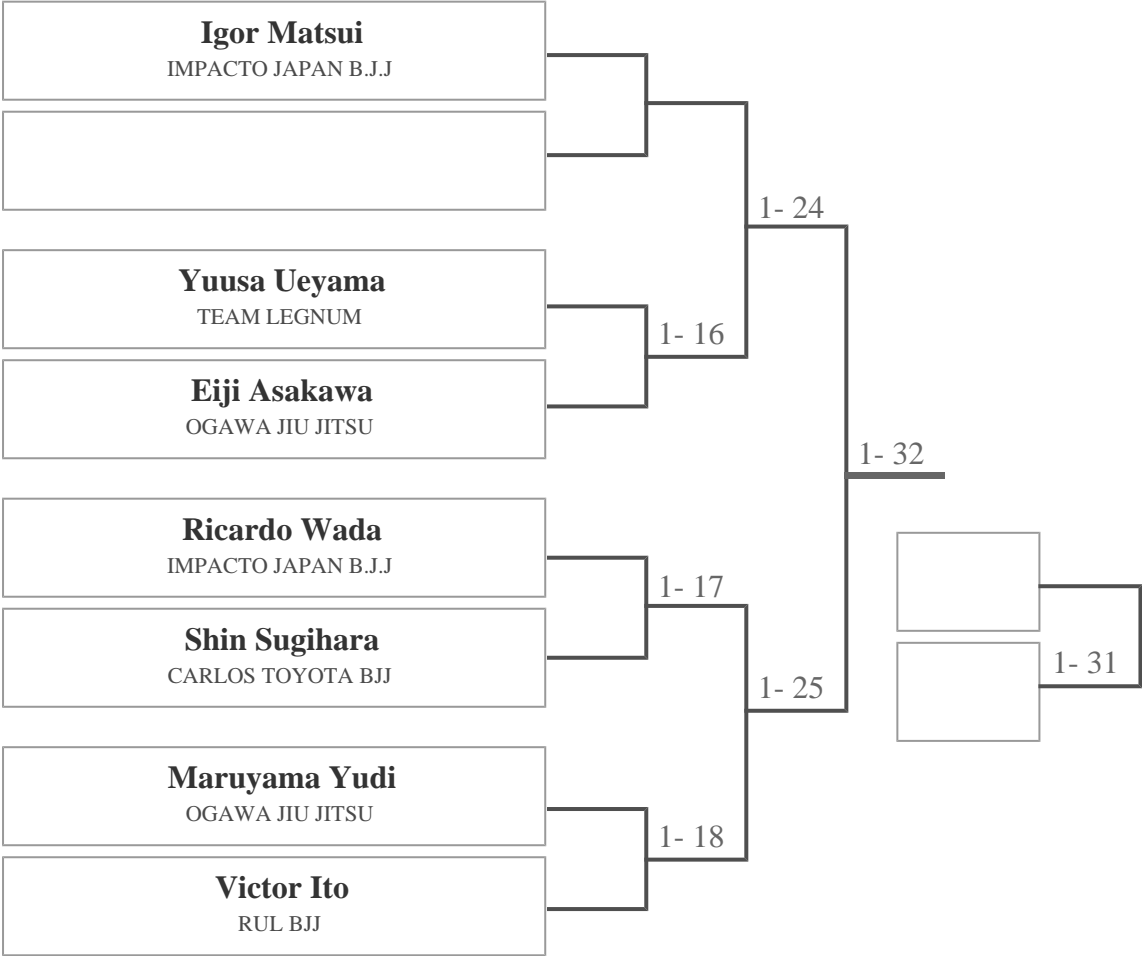 Igor Matsui
IMPACTO JAPAN B.J.J
1- 24
Yuusa Ueyama
TEAM LEGNUM
1- 16
Eiji Asakawa
OGAWA JIU JITSU
1- 32
Ricardo Wada
IMPACTO JAPAN B.J.J
1- 17
Shin Sugihara
CARLOS TOYOTA BJJ
1- 31
1- 25
Maruyama Yudi
OGAWA JIU JITSU
1- 18
Victor Ito
RUL BJJ